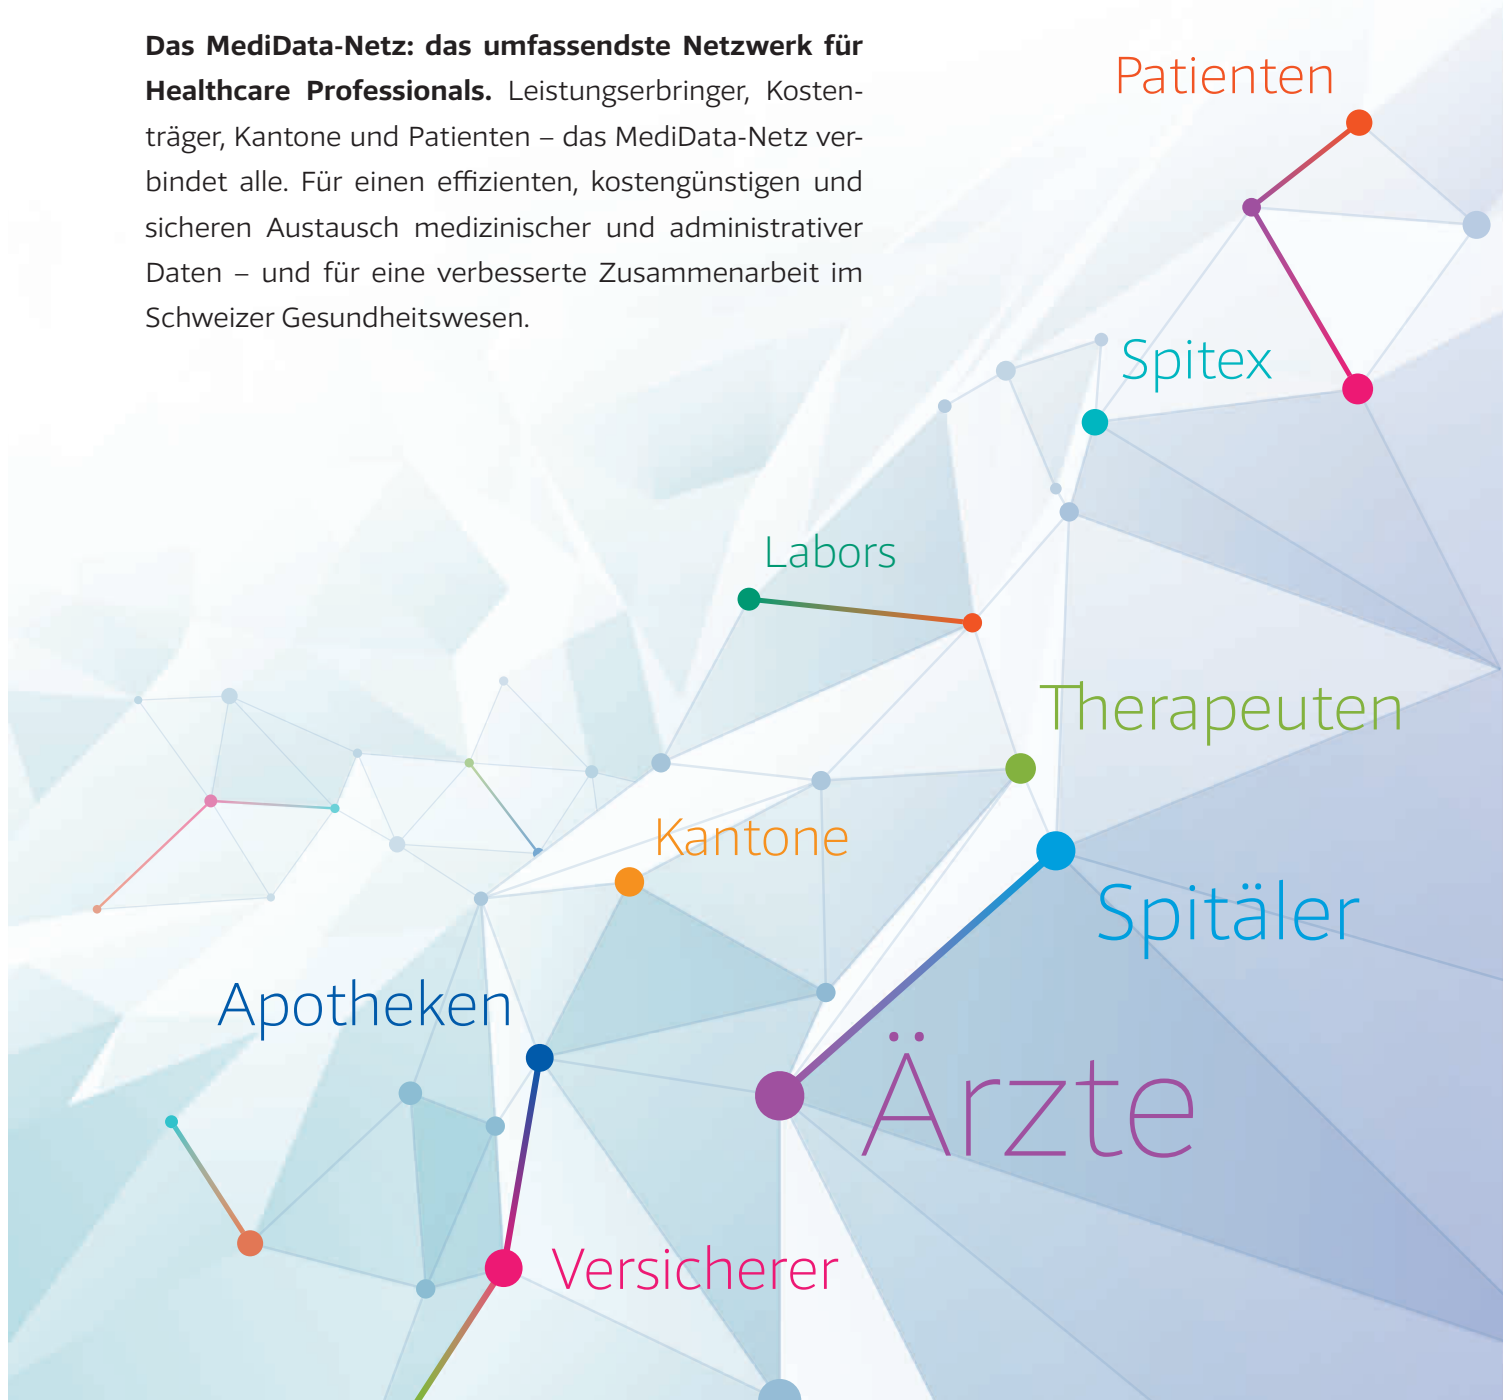 Das MediData-Netz: das umfassendste Netzwerk für
Healthcare Professionals. Leistungserbringer, Kosten-
träger, Kantone und Patienten – das MediData-Netz ver-
bindet alle. Für einen effizienten, kostengünstigen und
sicheren Austausch medizinischer und administrativer
Daten – und für eine verbesserte Zusammenarbeit im
Schweizer Gesundheitswesen.
Patienten
Spitex
Labors
Therapeuten
Kantone
Spitäler
Apotheken
Ärzte
Versicherer